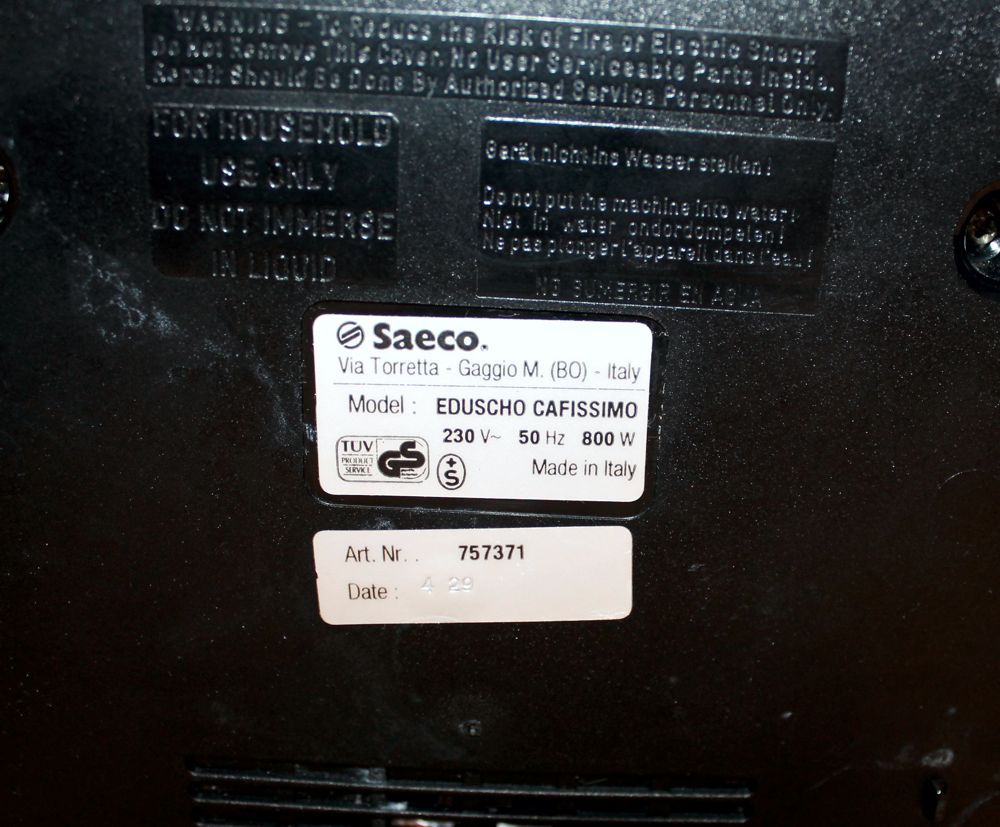 WARNING - To Reduce the Risk of Fire or Electric Shock
Do Not Remove This Cover. No User Serviceable Parts Inside.
Repair Should Be Done By Authorized Service Personnel Only.
FOR HOUSEHOLD
USE ONLY
DO NOT IMMERSE
IN LIQUID
Gerät nicht ins Wasser stellen!
Do not put the machine into water!
Niet in water onderdompelen!
Ne pas plonger l'appareil dans l'eau!
NO SUMERGIR EN AGUA
Saeco.
Via Torretta - Gaggio M. (BO) - Italy
Model : EDUSCHO CAFISSIMO
230 V~ 50 Hz 800 W
TUV
PRODUCT
SERVICE
GS
+
S
Made in Italy
Art. Nr. . 757371
Date : 4 29